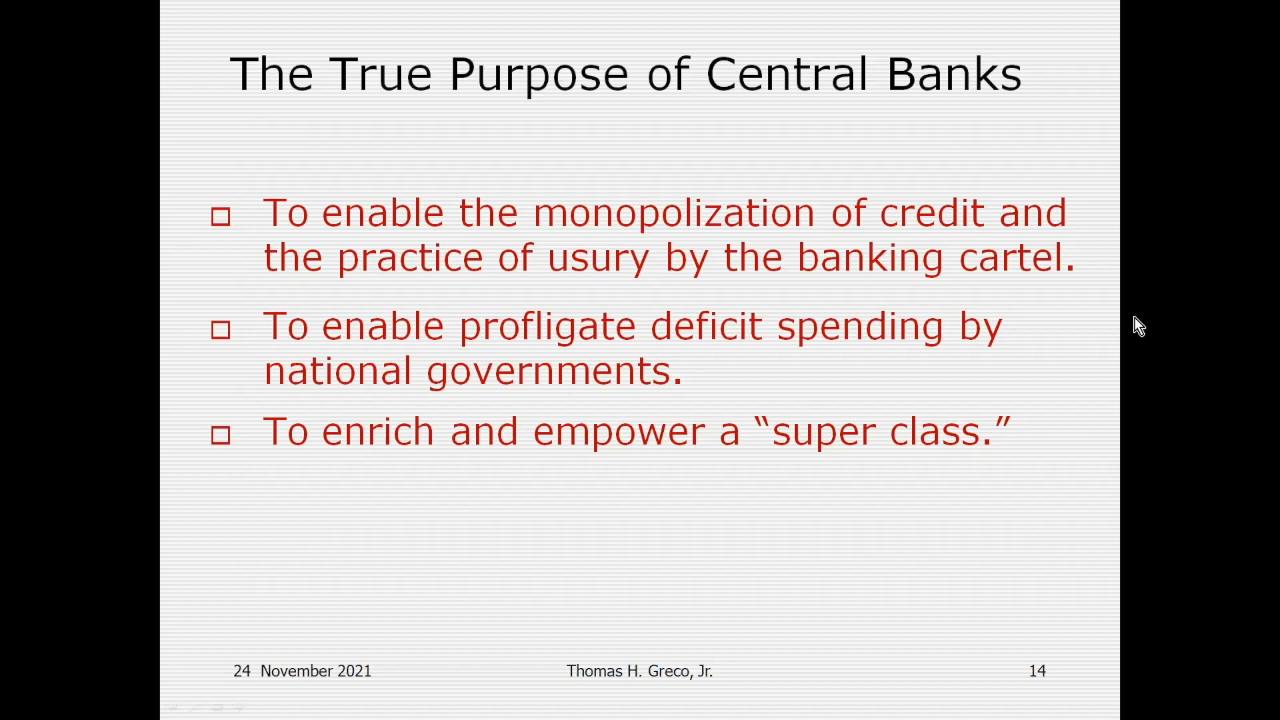 The True Purpose of Central Banks
To enable the monopolization of credit and
the practice of usury by the banking cartel.
To enable profligate deficit spending by
national governments.
To enrich and empower a “super class.”
24 November 2021
Thomas H. Greco, Jr.
14